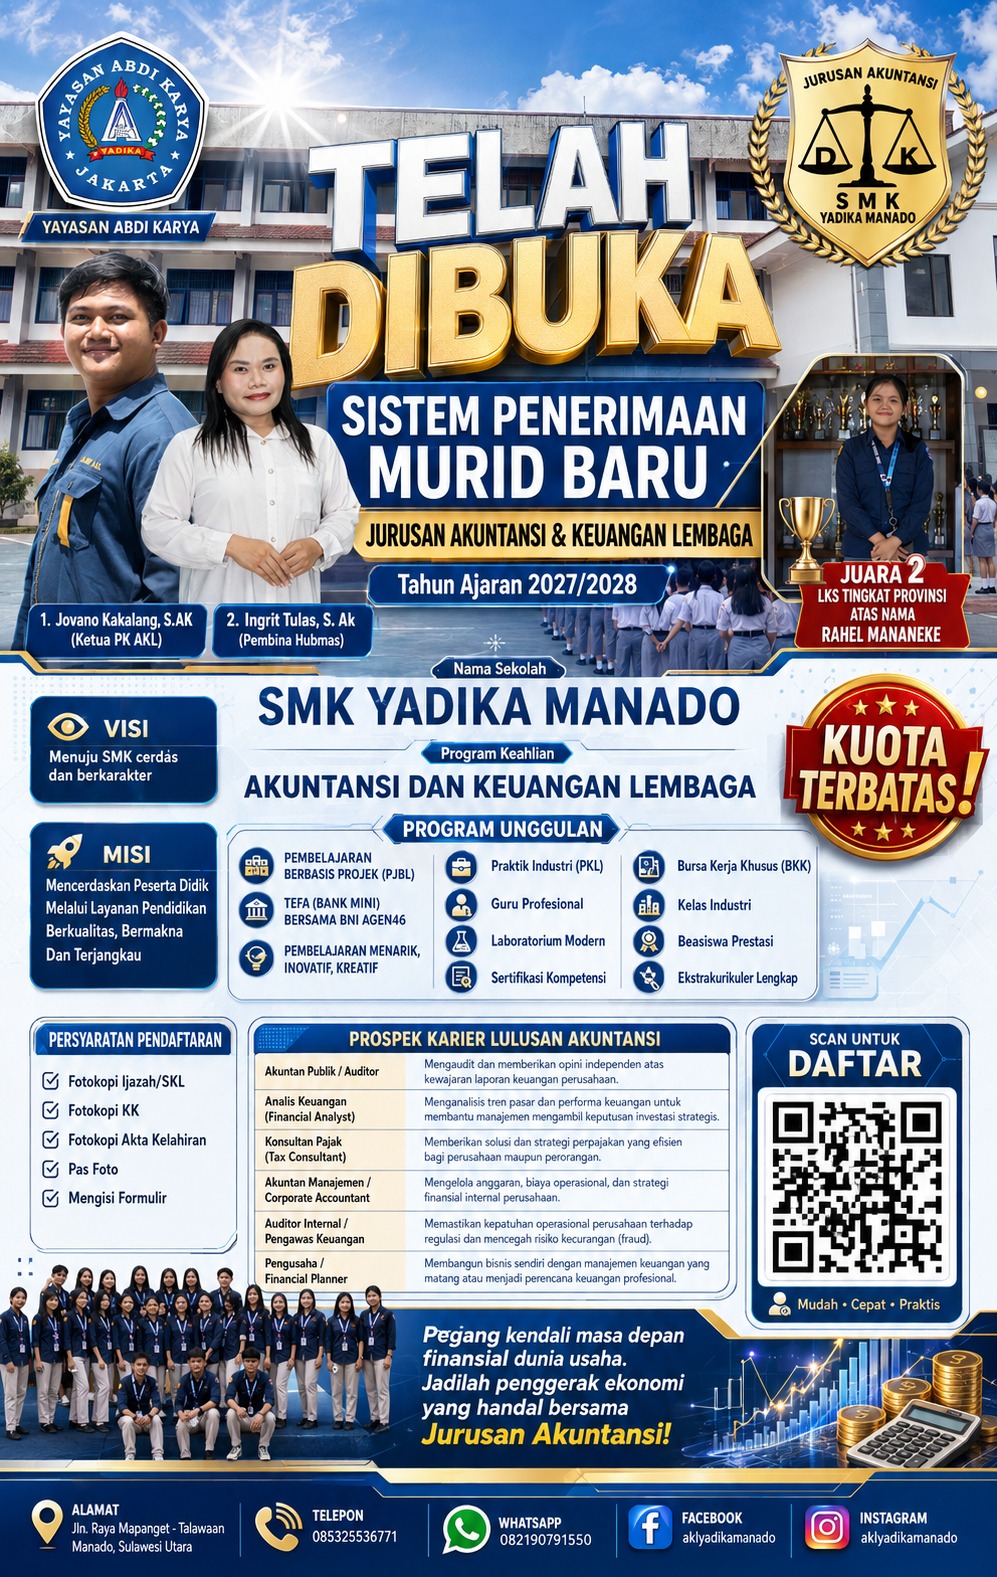 YAYASAN ABDI KARYA
YADIKA
JAKARTA
YAYASAN ABDI KARYA
JURUSAN AKUNTANSI
D K
SMK
YADIKA MANADO
TELAH
DIBUKA
SISTEM PENERIMAAN
MURID BARU
JURUSAN AKUNTANSI & KEUANGAN LEMBAGA
Tahun Ajaran 2027/2028
1. Jovano Kakalang, S.AK
(Ketua PK AKL)
2. Ingrit Tulas, S. Ak
(Pembina Hubmas)
JUARA 2
LKS TINGKAT PROVINSI
ATAS NAMA
RAHEL MANANEKE
Nama Sekolah
SMK YADIKA MANADO
Program Keahlian
AKUNTANSI DAN KEUANGAN LEMBAGA
KUOTA
TERBATAS!
VISI
Menuju SMK cerdas
dan berkarakter
MISI
Mencerdaskan Peserta Didik
Melalui Layanan Pendidikan
Berkualitas, Bermakna
Dan Terjangkau
PROGRAM UNGGULAN
PEMBELAJARAN
BERBASIS PROJEK (PJBL)
TEFA (BANK MINI)
BERSAMA BNI AGEN46
PEMBELAJARAN MENARIK,
INOVATIF, KREATIF
Praktik Industri (PKL)
Guru Profesional
Laboratorium Modern
Sertifikasi Kompetensi
Bursa Kerja Khusus (BKK)
Kelas Industri
Beasiswa Prestasi
Ekstrakurikuler Lengkap
PERSYARATAN PENDAFTARAN
Fotokopi Ijazah/SKL
Fotokopi KK
Fotokopi Akta Kelahiran
Pas Foto
Mengisi Formulir
PROSPEK KARIER LULUSAN AKUNTANSI
Akuntan Publik / Auditor
Mengaudit dan memberikan opini independen atas
kewajaran laporan keuangan perusahaan.
Analis Keuangan
(Financial Analyst)
Menganalisis tren pasar dan performa keuangan untuk
membantu manajemen mengambil keputusan investasi strategis.
Konsultan Pajak
(Tax Consultant)
Memberikan solusi dan strategi perpajakan yang efisien
bagi perusahaan maupun perorangan.
Akuntan Manajemen /
Corporate Accountant
Mengelola anggaran, biaya operasional, dan strategi
finansial internal perusahaan.
Auditor Internal /
Pengawas Keuangan
Memastikan kepatuhan operasional perusahaan terhadap
regulasi dan mencegah risiko kecurangan (fraud).
Pengusaha /
Financial Planner
Membangun bisnis sendiri dengan manajemen keuangan yang
matang atau menjadi perencana keuangan profesional.
SCAN UNTUK
DAFTAR
Mudah • Cepat • Praktis
Pegang kendali masa depan
finansial dunia usaha.
Jadilah penggerak ekonomi
yang handal bersama
Jurusan Akuntansi!
ALAMAT
Jln. Raya Mapanget - Talawaan
Manado, Sulawesi Utara
TELEPON
085325536771
WHATSAPP
082190791550
FACEBOOK
aklyadikamanado
INSTAGRAM
aklyadikamanado